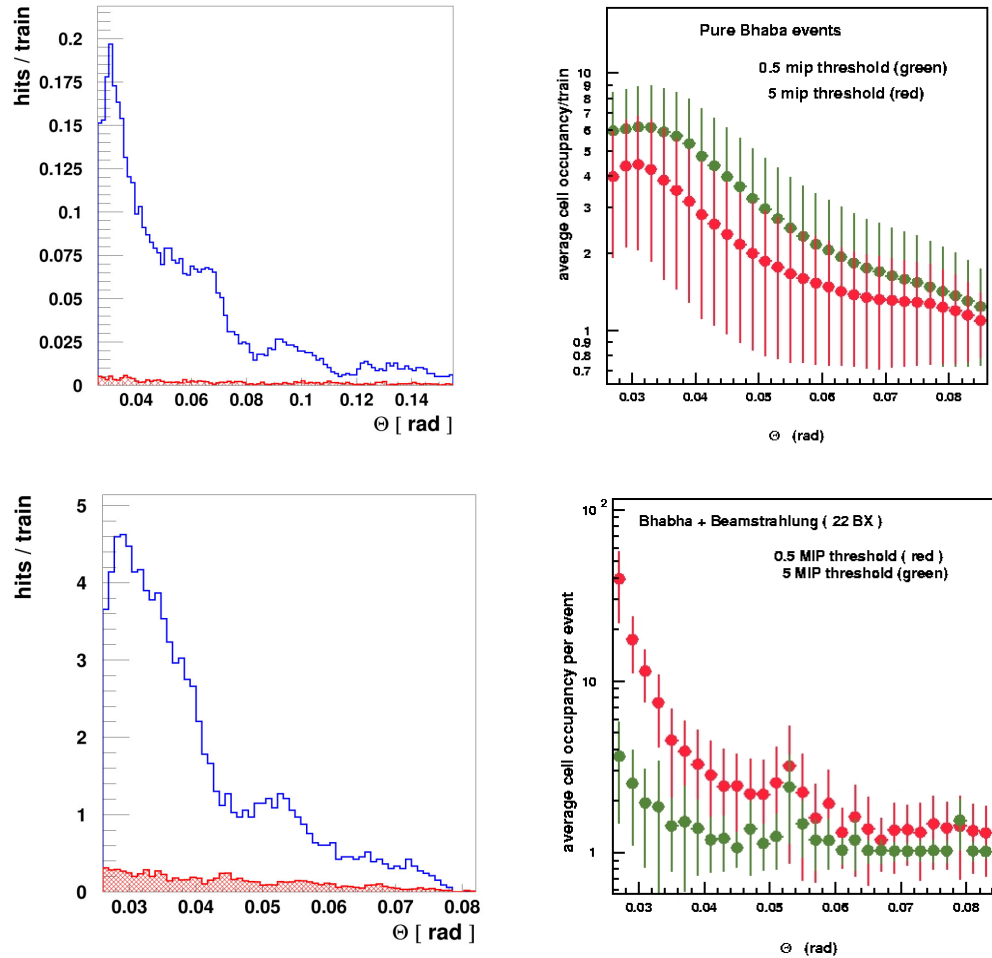 hits / train
0.2
0.175
0.15
0.125
0.1
0.075
0.05
0.025
0
0.04 0.06 0.08 0.1 0.12 0.14
Θ [ rad ]
Pure Bhaba events
0.5 mip threshold (green)
5 mip threshold (red)
average cell occupancy/train
10
9
8
7
6
5
4
3
2
1
0.9
0.8
0.7
0.03 0.04 0.05 0.06 0.07 0.08
Θ (rad)
hits / train
5
4
3
2
1
0
0.03 0.04 0.05 0.06 0.07 0.08
Θ [ rad ]
Bhabha + Beamstrahlung ( 22 BX )
0.5 MIP threshold ( red )
5 MIP threshold (green)
average cell occupancy per event
10 2
10
1
0.03 0.04 0.05 0.06 0.07 0.08
Θ (rad)